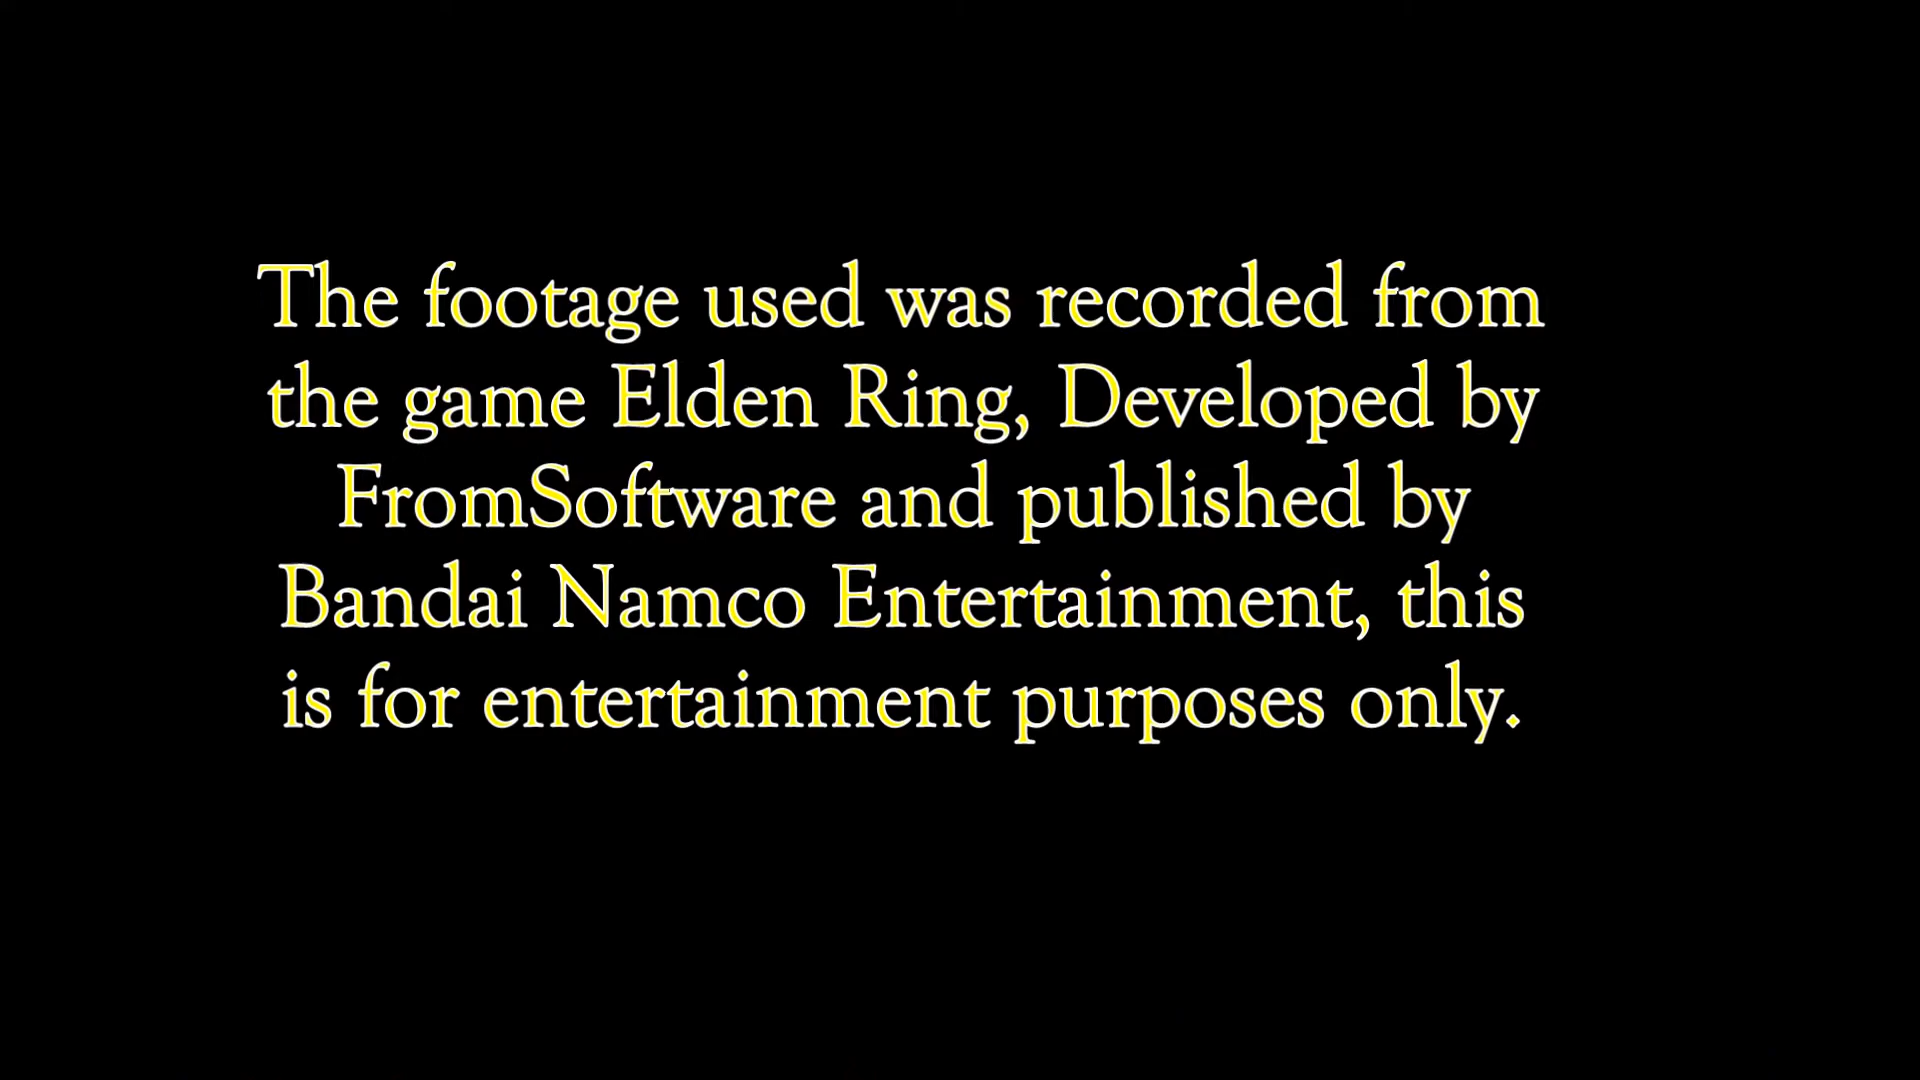 The footage used was recorded from
the game Elden Ring, Developed by
FromSoftware and published by
Bandai Namco Entertainment, this
is for entertainment purposes only.